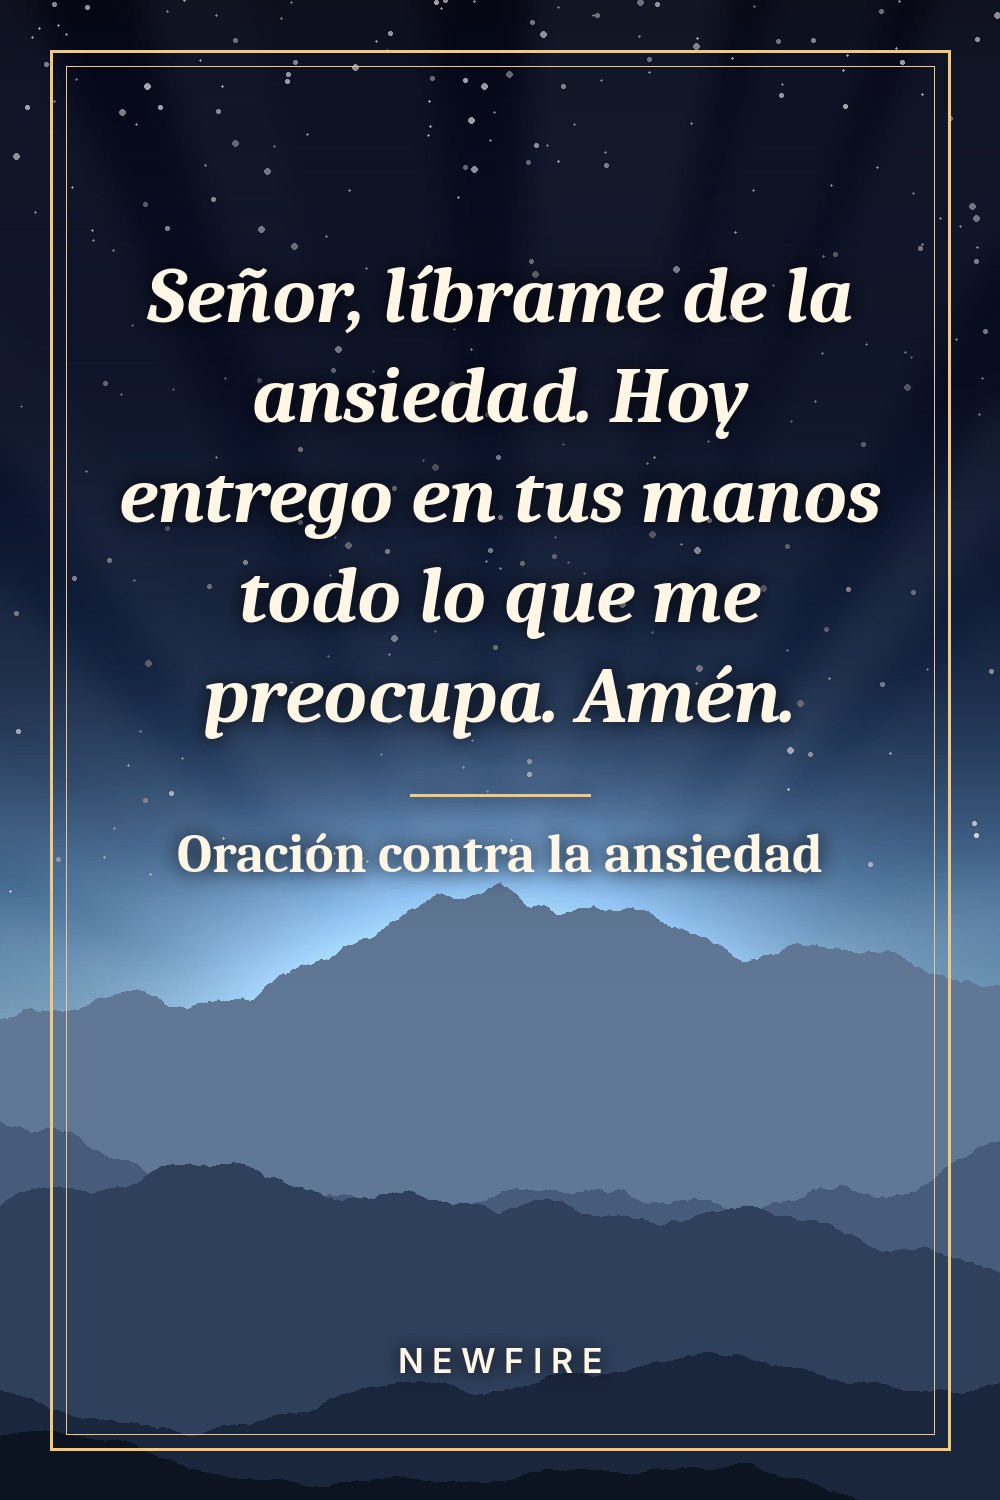 Señor, líbrame de la
ansiedad. Hoy
entrego en tus manos
todo lo que me
preocupa. Amén.
Oración contra la ansiedad
NEWFIRE